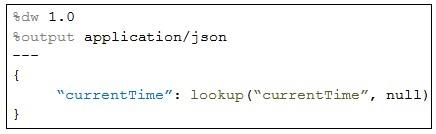 %dw 1.0
%output application/json
---
{
“currentTime”: lookup(“currentTime”, null)
}